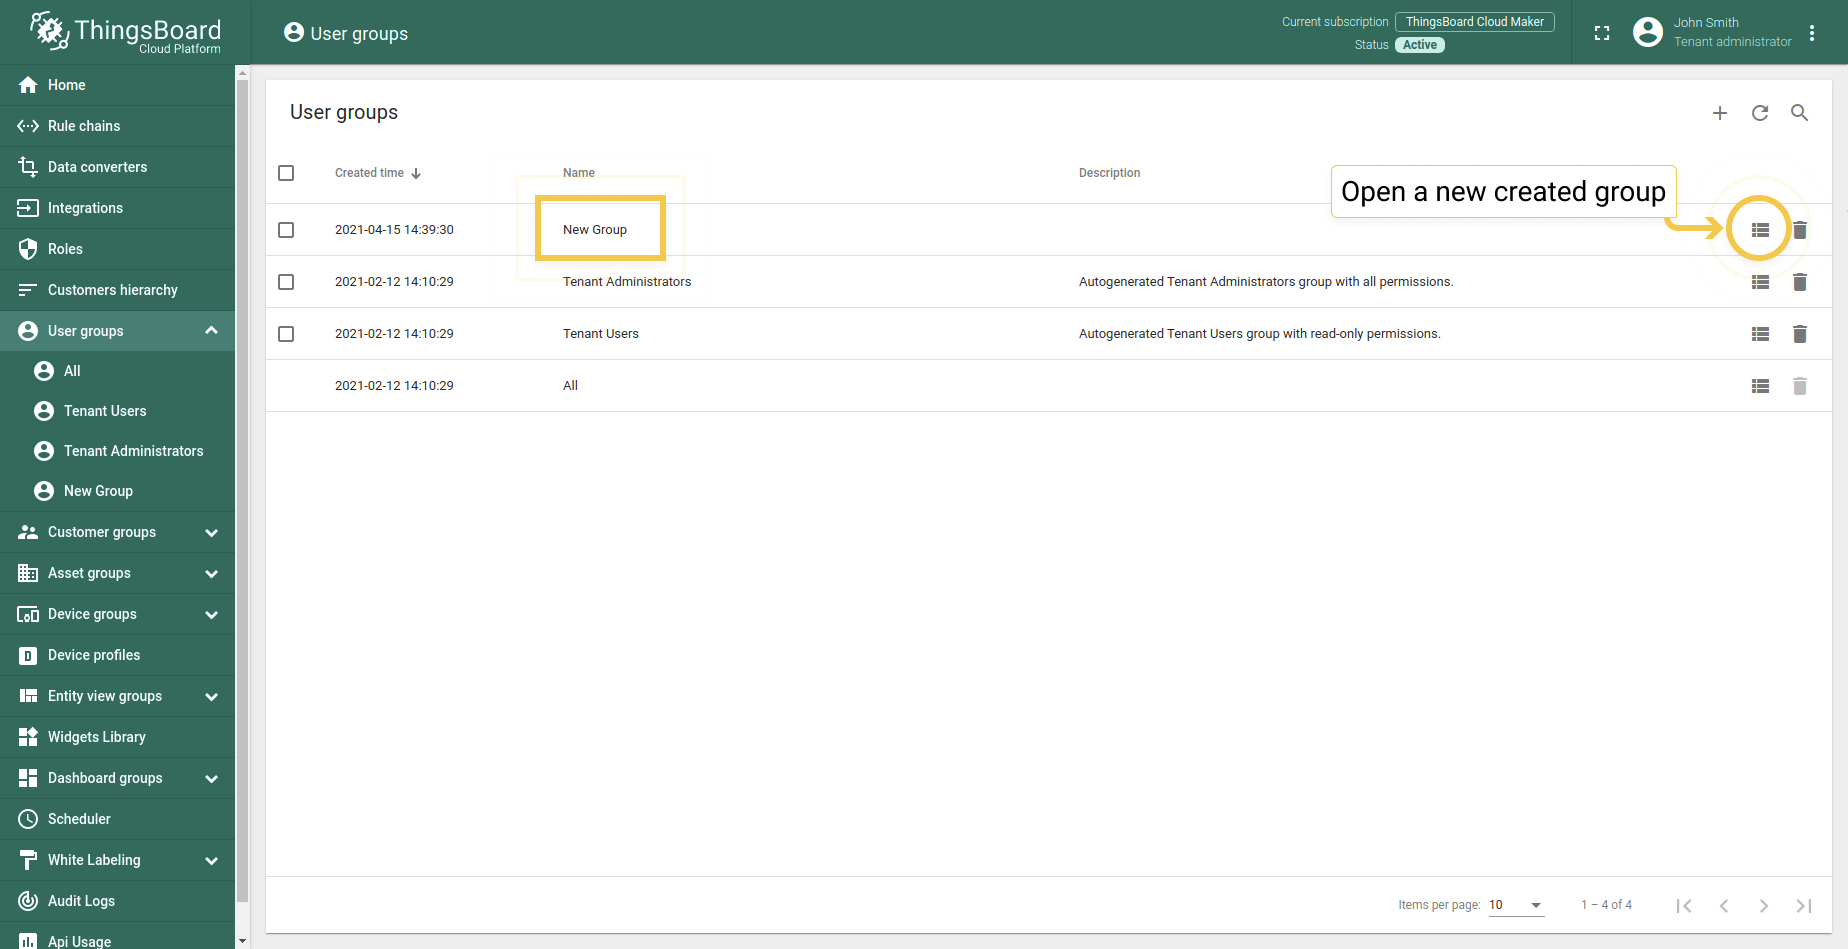 ThingsBoard
Cloud Platform
User groups
Current subscription ThingsBoard Cloud Maker
Status Active
John Smith
Tenant administrator
Home
Rule chains
Data converters
Integrations
Roles
Customers hierarchy
User groups
All
Tenant Users
Tenant Administrators
New Group
Customer groups
Asset groups
Device groups
Device profiles
Entity view groups
Widgets Library
Dashboard groups
Scheduler
White Labeling
Audit Logs
Api Usage
User groups
Created time Name Description
Open a new created group
2021-04-15 14:39:30 New Group
2021-02-12 14:10:29 Tenant Administrators Autogenerated Tenant Administrators group with all permissions.
2021-02-12 14:10:29 Tenant Users Autogenerated Tenant Users group with read-only permissions.
2021-02-12 14:10:29 All
Items per page: 10 1 – 4 of 4